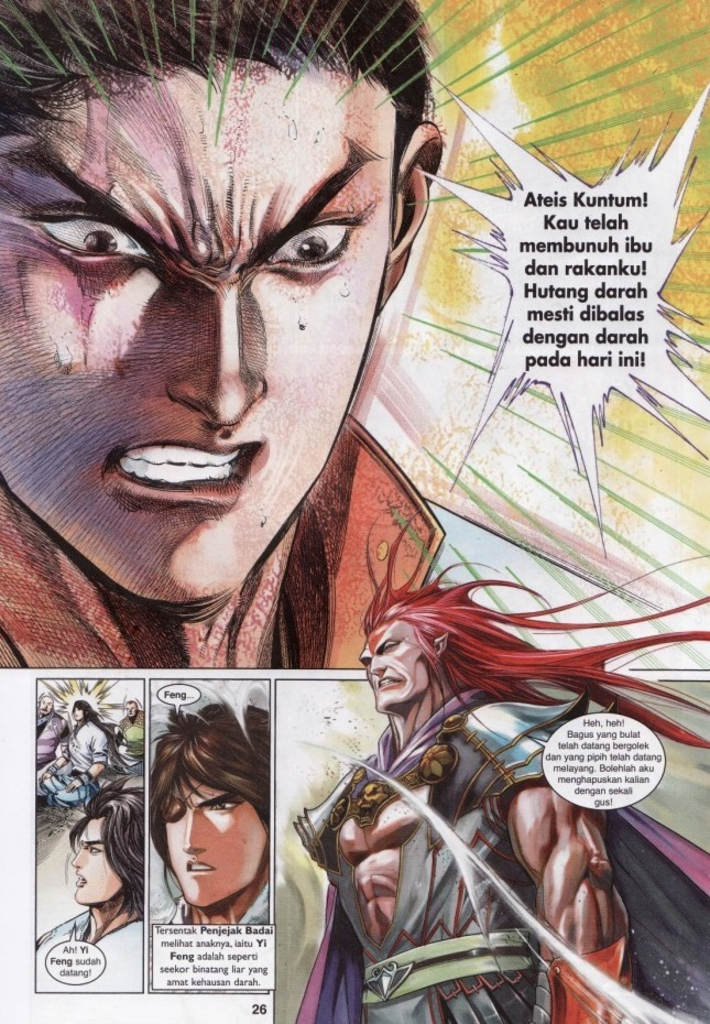 Ateis Kuntum!
Kau telah
membunuh ibu
dan rakanku!
Hutang darah
mesti dibalas
dengan darah
pada hari ini!
Ah! Yi
Feng sudah
datang!
Feng...
Tersentak Penjejak Badai
melihat anaknya, iaitu Yi
Feng adalah seperti
seekor binatang liar yang
amat kehausan darah.
Heh, heh!
Bagus yang bulat
telah datang bergolek
dan yang pipih telah datang
melayang. Bolehlah aku
menghapuskan kalian
dengan sekali
gus!
26